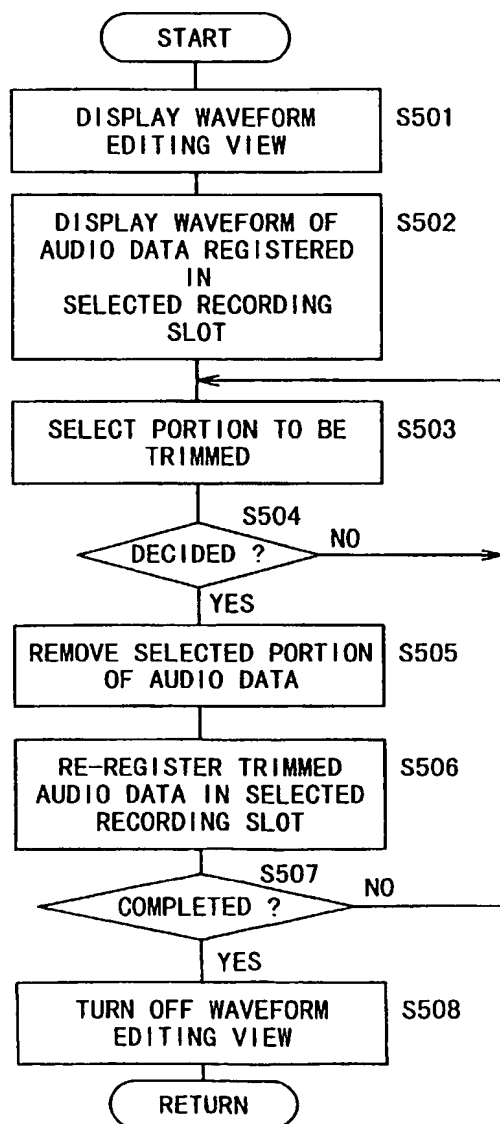 START
DISPLAY WAVEFORM
EDITING VIEW
S501
DISPLAY WAVEFORM OF
AUDIO DATA REGISTERED
IN
SELECTED RECORDING
SLOT
S502
SELECT PORTION TO BE
TRIMMED
S503
S504
DECIDED ?
NO
YES
REMOVE SELECTED PORTION
OF AUDIO DATA
S505
RE-REGISTER TRIMMED
AUDIO DATA IN SELECTED
RECORDING SLOT
S506
S507
COMPLETED ?
NO
YES
TURN OFF WAVEFORM
EDITING VIEW
S508
RETURN